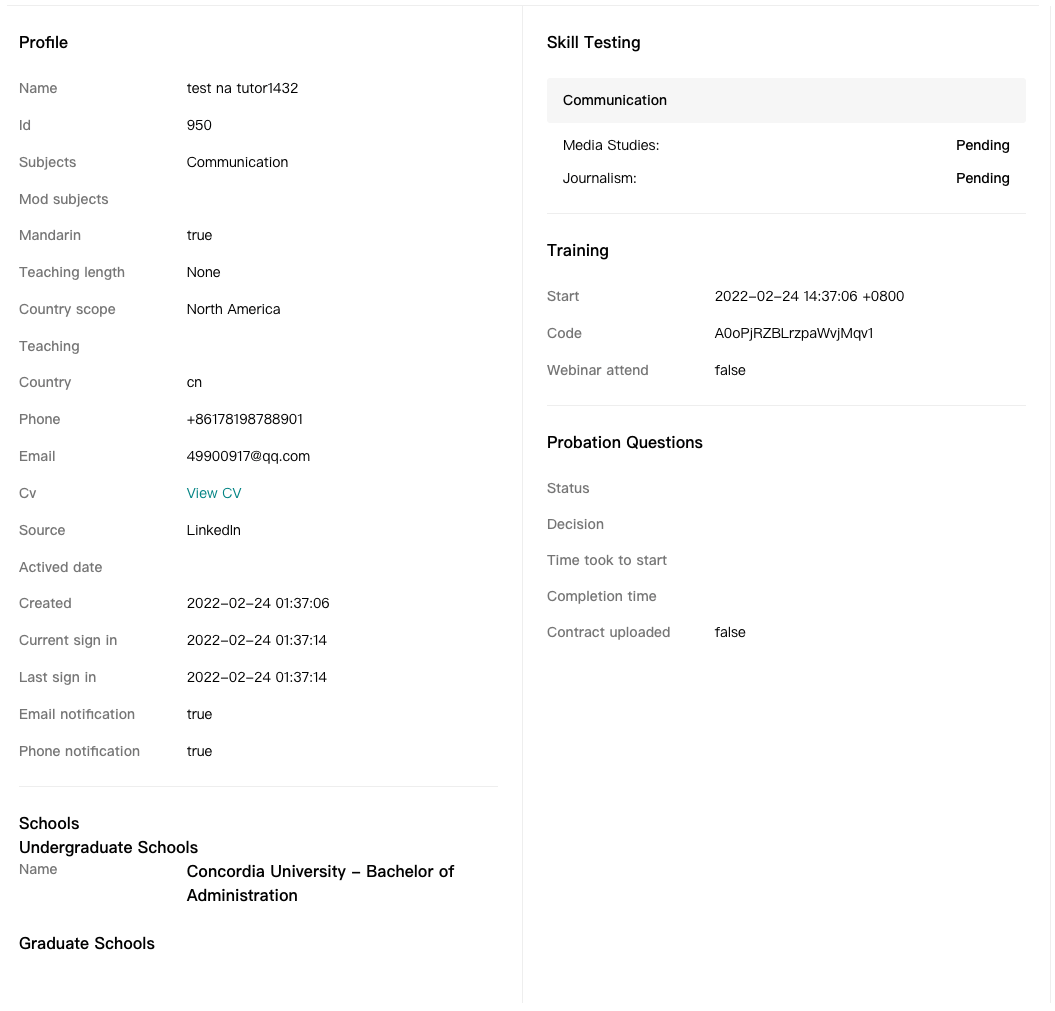 Profile
Name test na tutor1432
Id 950
Subjects Communication
Mod subjects
Mandarin true
Teaching length None
Country scope North America
Teaching
Country cn
Phone +86178198788901
Email 49900917@qq.com
Cv View CV
Source LinkedIn
Actived date
Created 2022-02-24 01:37:06
Current sign in 2022-02-24 01:37:14
Last sign in 2022-02-24 01:37:14
Email notification true
Phone notification true
Schools
Undergraduate Schools
Name Concordia University - Bachelor of
Administration
Graduate Schools
Skill Testing
Communication
Media Studies: Pending
Journalism: Pending
Training
Start 2022-02-24 14:37:06 +0800
Code A0oPjRZBLrzpaWvjMqv1
Webinar attend false
Probation Questions
Status
Decision
Time took to start
Completion time
Contract uploaded false